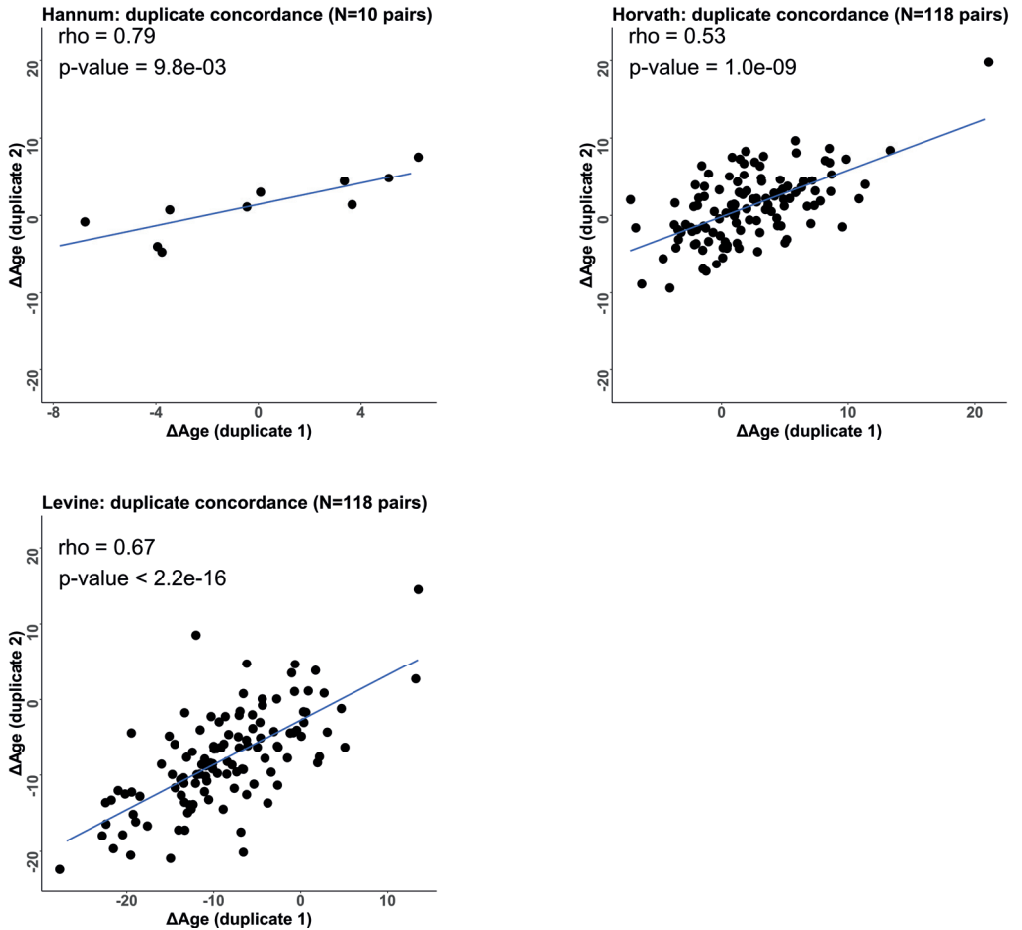 Hannum: duplicate concordance (N=10 pairs)
rho = 0.79
p-value = 9.8e-03
20
10
0
-10
-20
ΔAge (duplicate 2)
-8
-4
0
4
ΔAge (duplicate 1)
Horvath: duplicate concordance (N=118 pairs)
rho = 0.53
p-value = 1.0e-09
20
10
0
-10
-20
ΔAge (duplicate 2)
0
10
20
ΔAge (duplicate 1)
Levine: duplicate concordance (N=118 pairs)
rho = 0.67
p-value < 2.2e-16
20
10
0
-10
-20
ΔAge (duplicate 2)
-20
-10
0
10
ΔAge (duplicate 1)